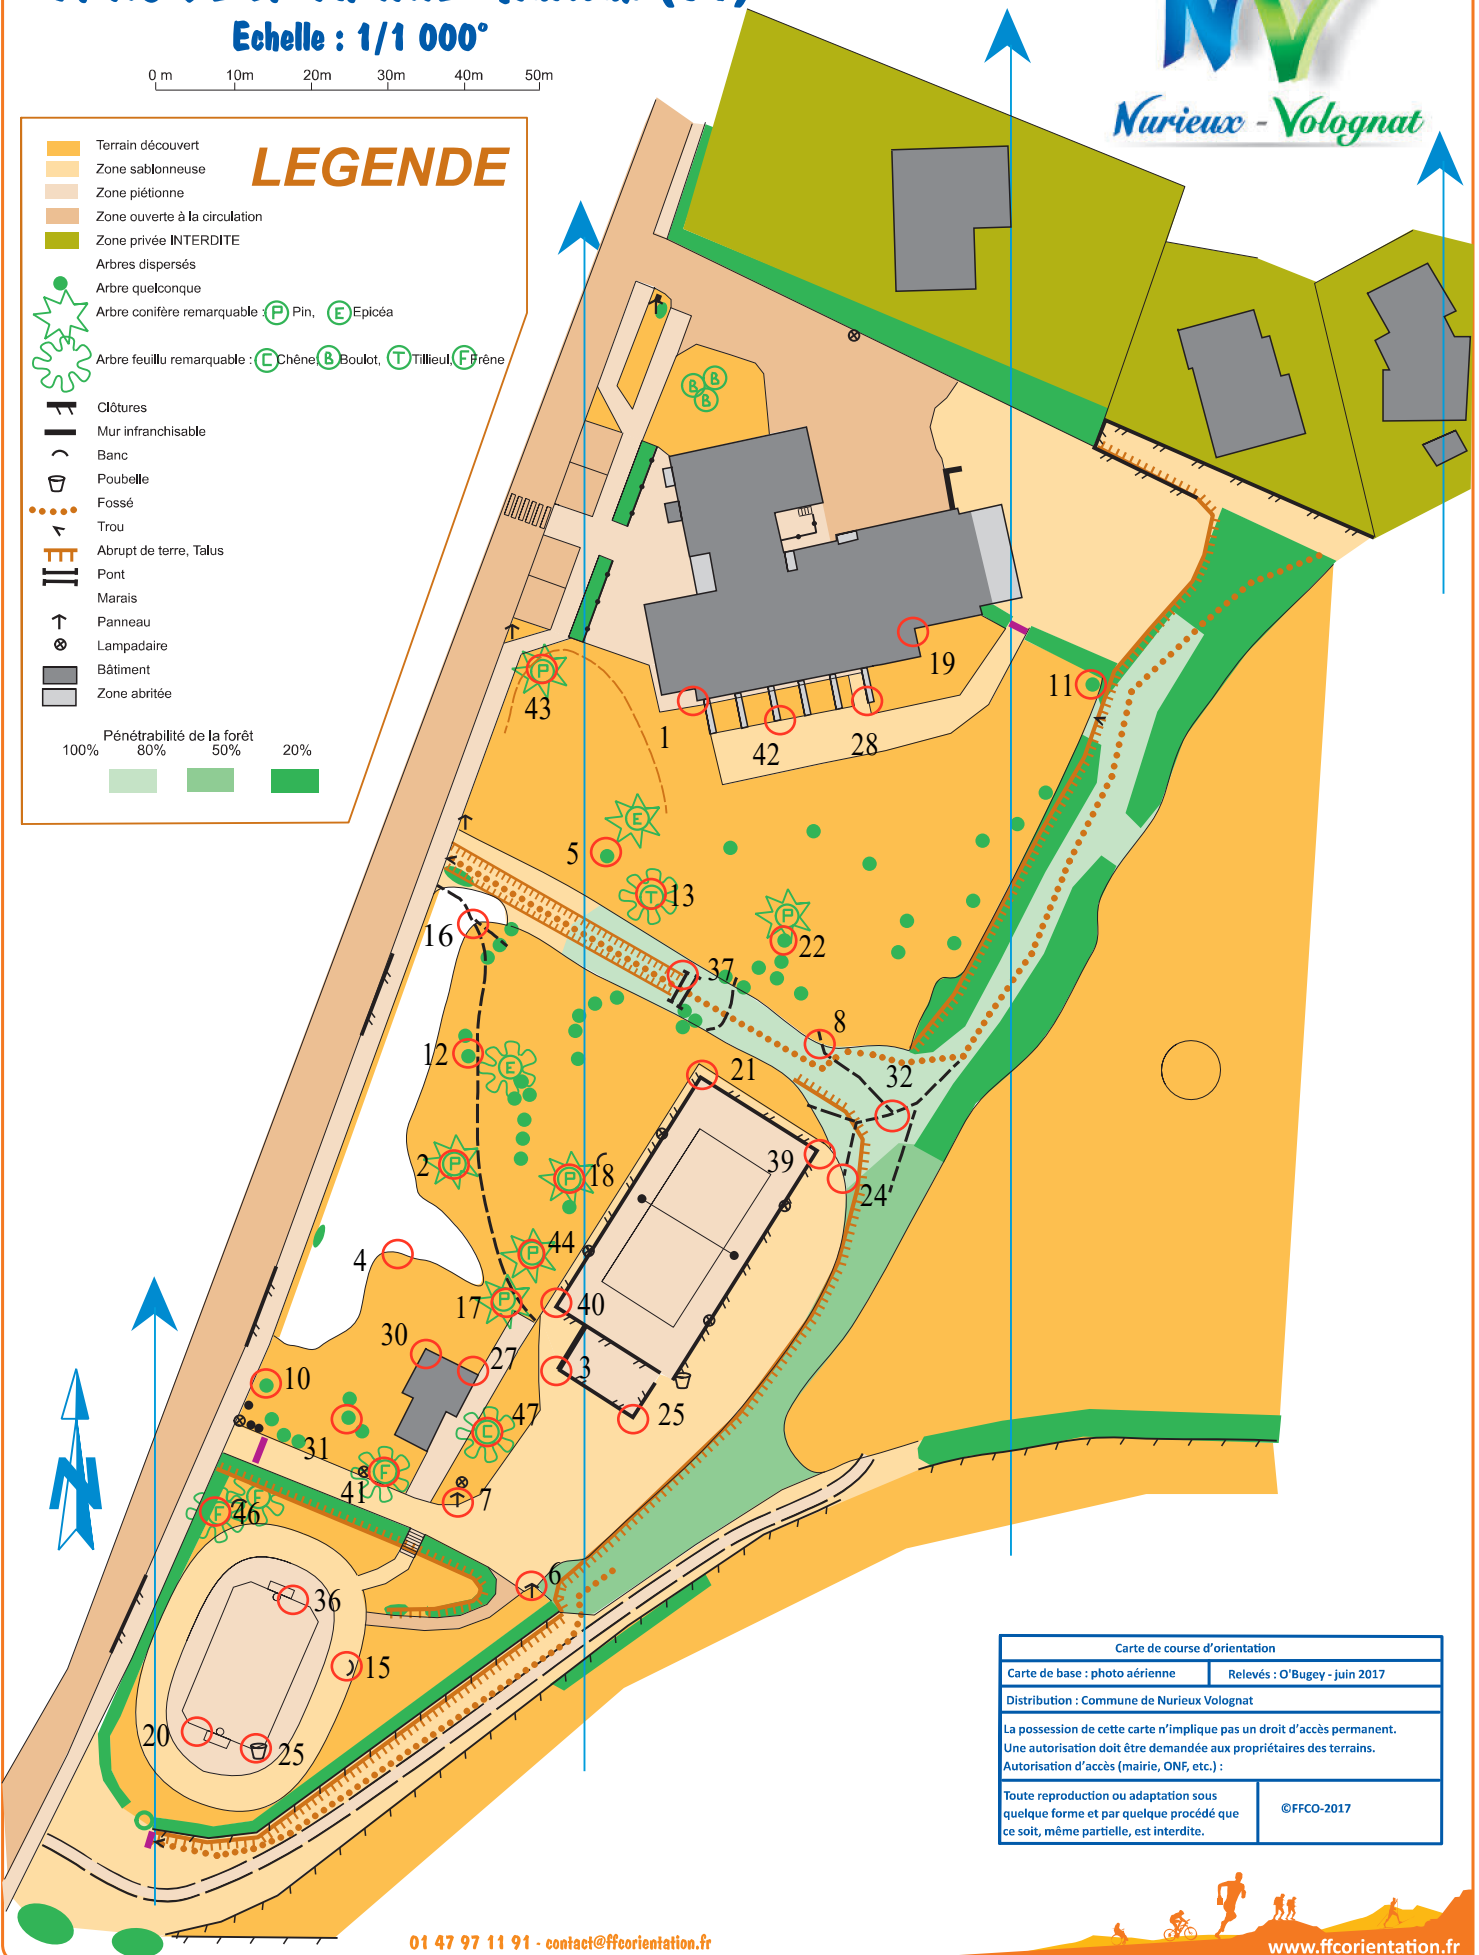 Echelle : 1/1 000°
0 m 10m 20m 30m 40m 50m
Nurieux - Volognat
LEGENDE
Terrain découvert
Zone sablonneuse
Zone piétionne
Zone ouverte à la circulation
Zone privée INTERDITE
Arbres dispersés
Arbre quelconque
Arbre conifère remarquable : P Pin, E Epicéa
Arbre feuillu remarquable : C Chêne, B Boulot, T Tillieul, F Frêne
Clôtures
Mur infranchisable
Banc
Poubelle
Fossé
Trou
Abrupt de terre, Talus
Pont
Marais
Panneau
Lampadaire
Bâtiment
Zone abritée
Pénétrabilité de la forêt
100% 80% 50% 20%
B B
B
19
P
43
11
1
42
28
E
5
T 13
P
16
22
37
8
12
E
21
32
2 P
39
P 18
24
4
P 44
17 P
40
30
27
3
10
47
C
25
31
F
41
7
F
F 46
N
6
36
15
20
25
Carte de course d'orientation
Carte de base : photo aérienne Relevés : O'Bugey - juin 2017
Distribution : Commune de Nurieux Volognat
La possession de cette carte n'implique pas un droit d'accès permanent.
Une autorisation doit être demandée aux propriétaires des terrains.
Autorisation d'accès (mairie, ONF, etc.) :
Toute reproduction ou adaptation sous
quelque forme et par quelque procédé que
ce soit, même partielle, est interdite.
©FFCO-2017
01 47 97 11 91 - contact@ffcorientation.fr
www.ffcorientation.fr